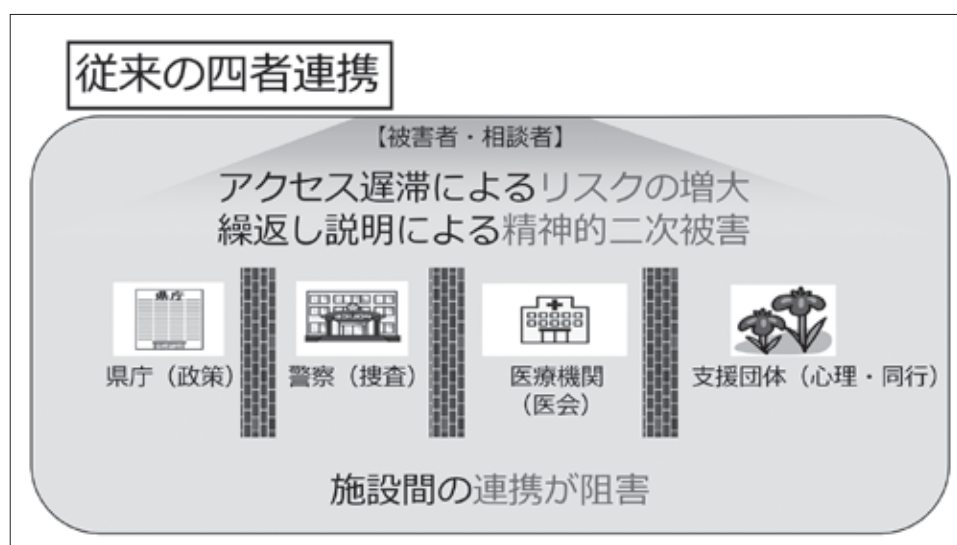 従来の四者連携
【被害者・相談者】
アクセス遅滞によるリスクの増大
繰返し説明による精神的二次被害
県庁
県庁（政策）
警察（捜査）
医療機関
（医会）
支援団体（心理・同行）
施設間の連携が阻害